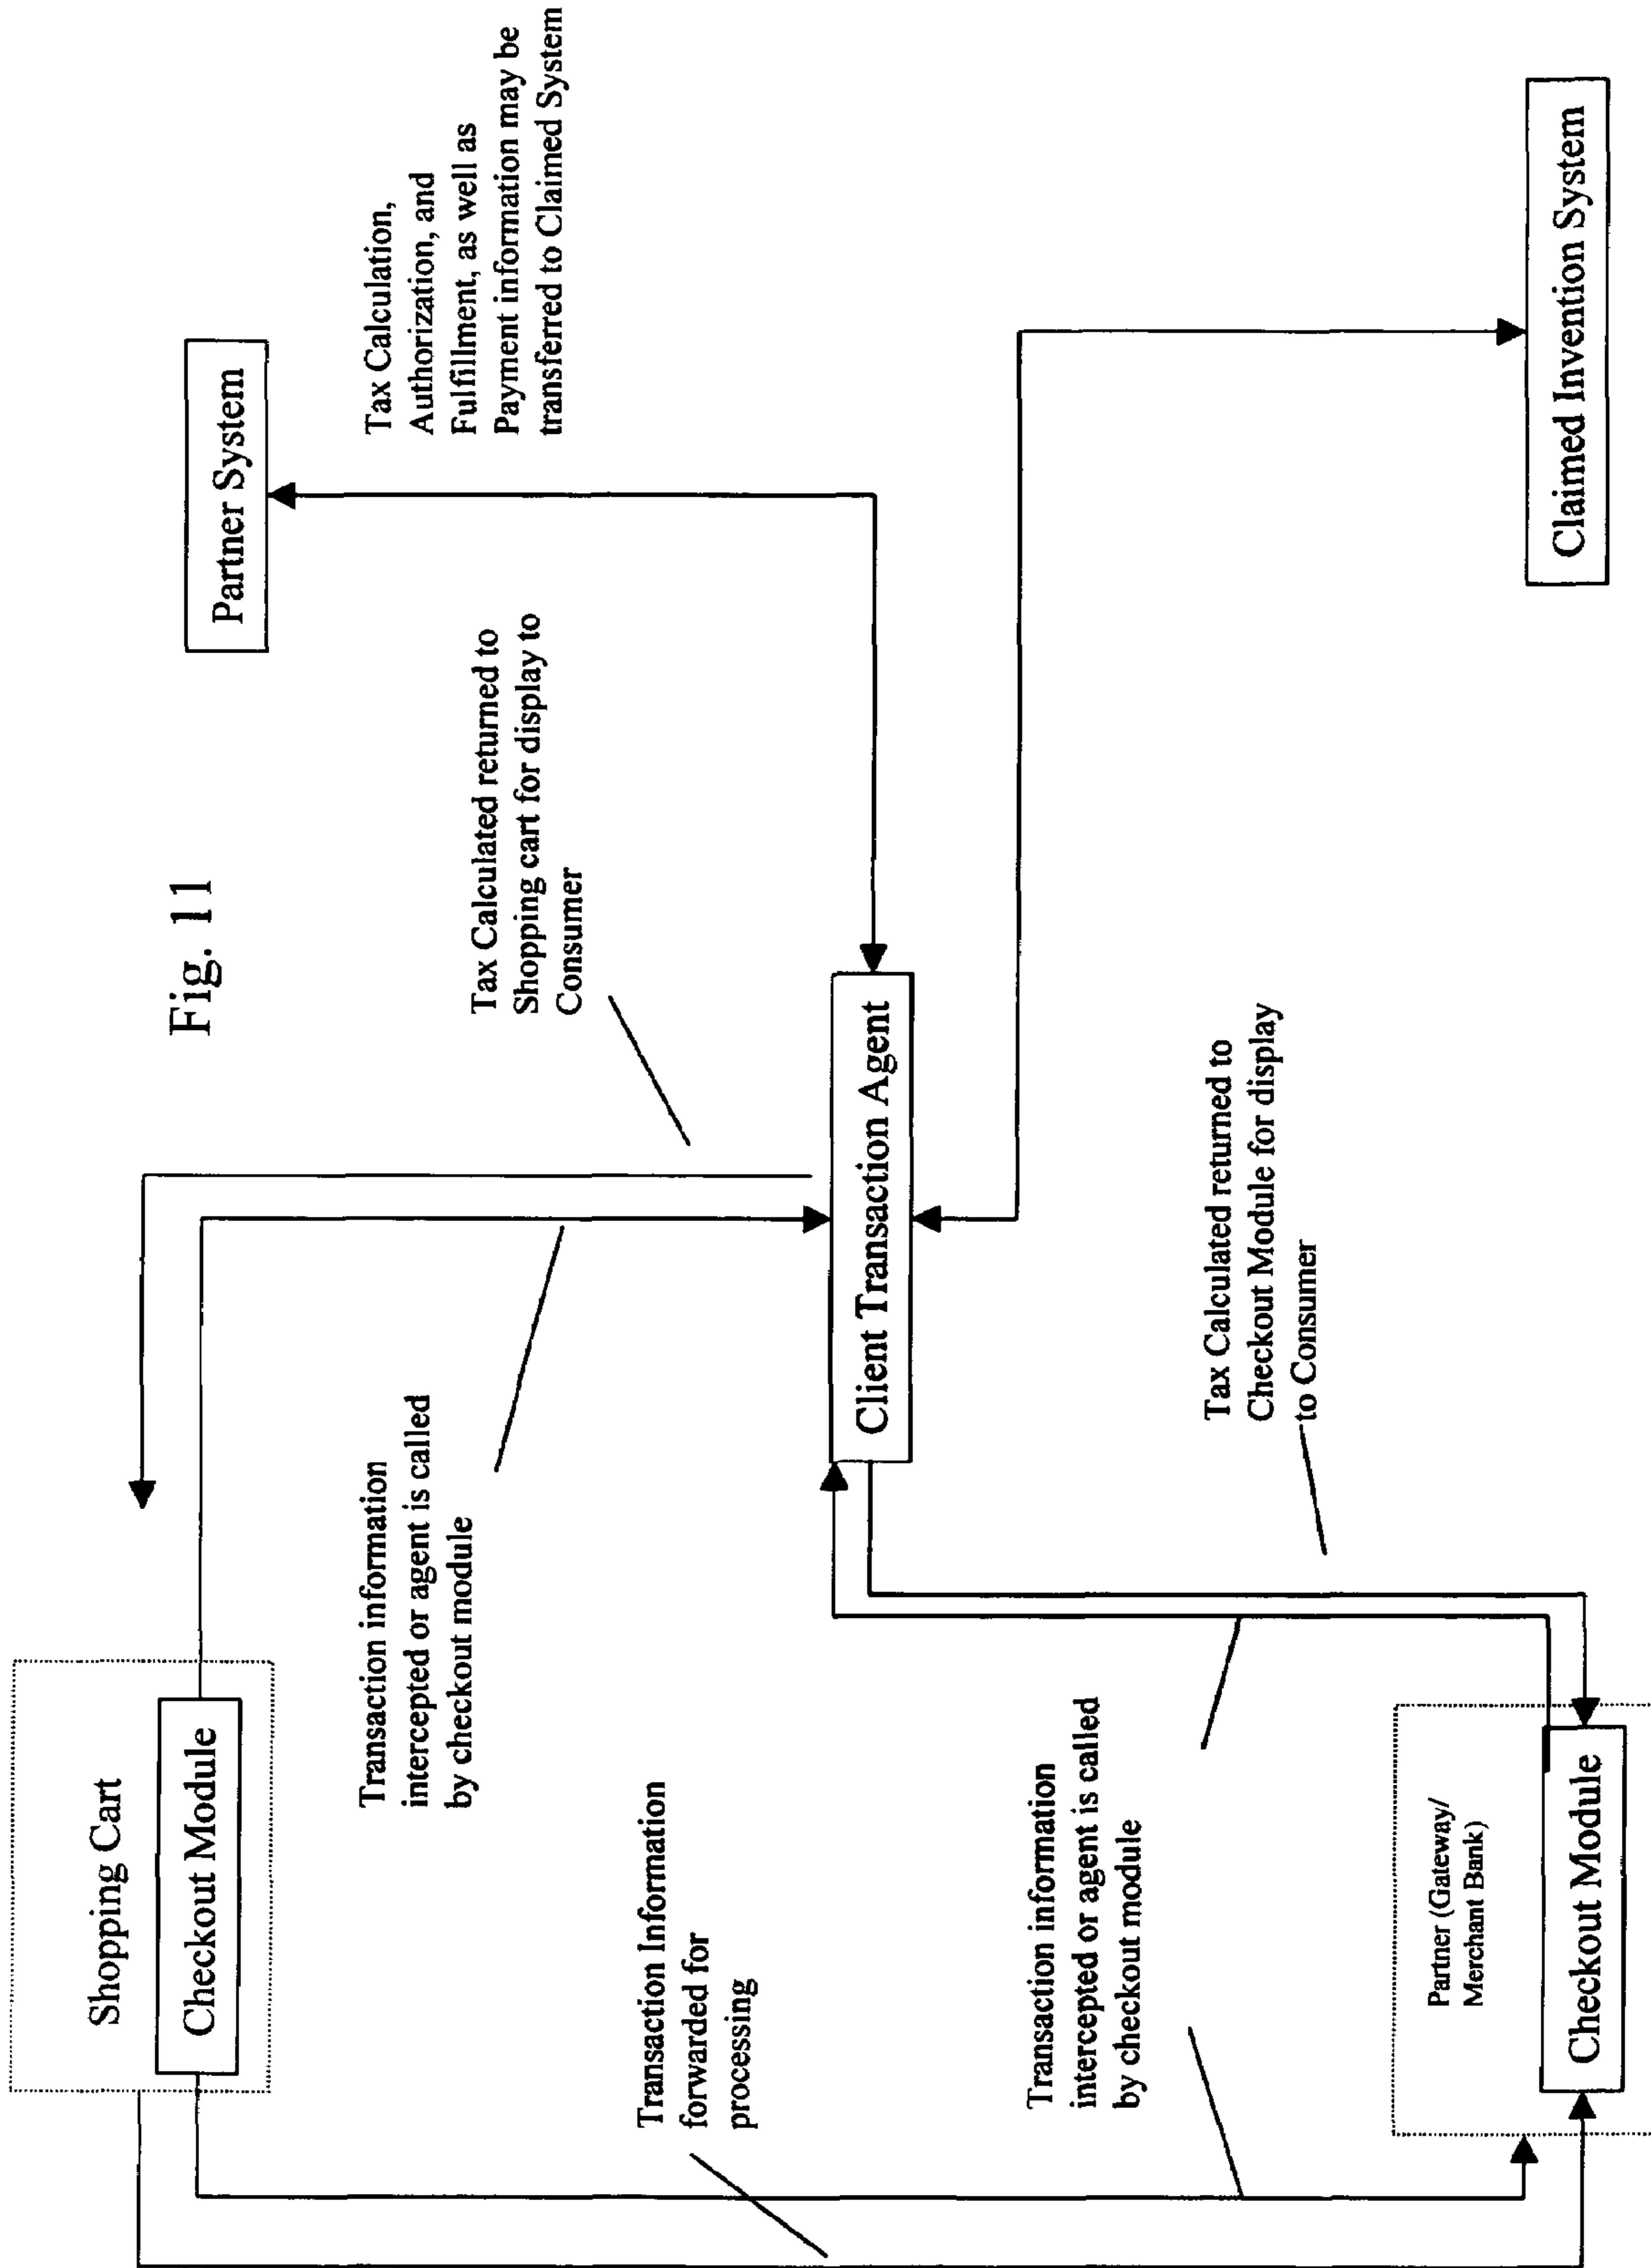 Fig. 11
Shopping Cart
Checkout Module
Partner System
Tax Calculation,
Authorization, and
Fulfillment, as well as
Payment information may be
transferred to Claimed System
Transaction information
intercepted or agent is called
by checkout module
Tax Calculated returned to
Shopping cart for display to
Consumer
Transaction Information
forwarded for
processing
Client Transaction Agent
Transaction information
intercepted or agent is called
by checkout module
Tax Calculated returned to
Checkout Module for display
to Consumer
Partner (Gateway/
Merchant Bank)
Checkout Module
Claimed Invention System